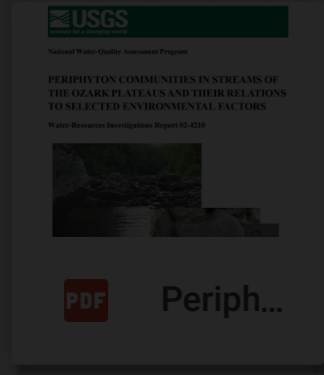 USGS
science for a changing world
National Water-Quality Assessment Program
PERIPHYTON COMMUNITIES IN STREAMS OF
THE OZARK PLATEAUS AND THEIR RELATIONS
TO SELECTED ENVIRONMENTAL FACTORS
Water-Resources Investigations Report 02-4210
PDF
Periph...